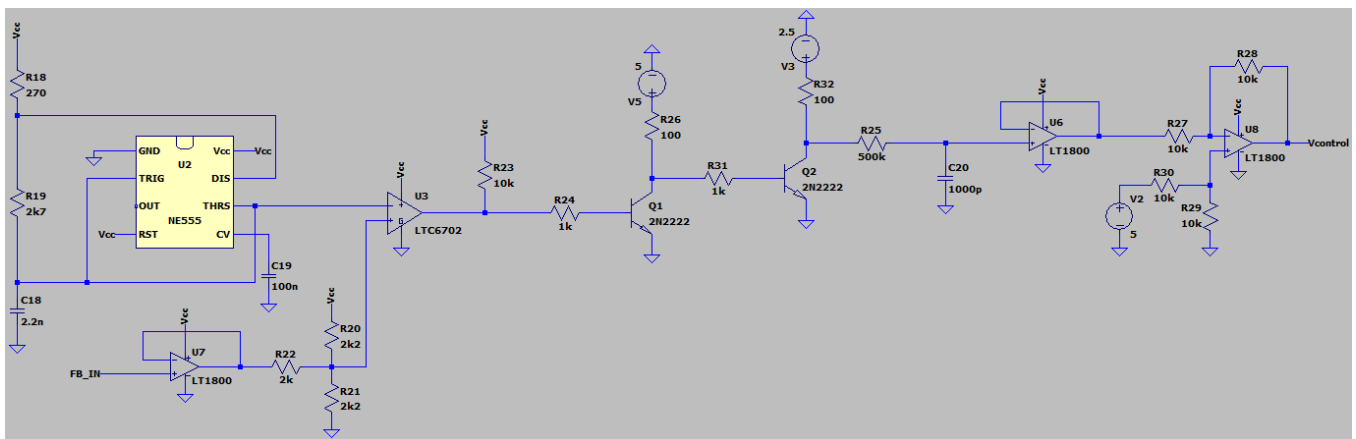 Vcc
R18
270
R19
2k7
C18
2.2n
GND
TRIG
OUT
RST
U2
NE555
Vcc
DIS
THRS
CV
Vcc
Vcc
C19
100n
FB_IN
Vcc
U7
LT1800
R22
2k
Vcc
R20
2k2
R21
2k2
Vcc
U3
G
LTC6702
Vcc
R23
10k
R24
1k
5
V5
R26
100
Q1
2N2222
R31
1k
2.5
V3
R32
100
Q2
2N2222
R25
500k
C20
1000p
Vcc
U6
LT1800
R27
10k
R28
10k
Vcc
U8
LT1800
Vcontrol
R30
10k
V2
5
R29
10k